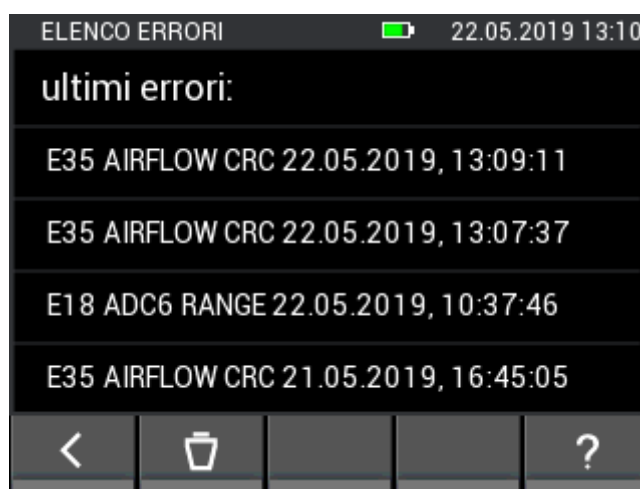 ELENCO ERRORI 22.05.2019 13:10
ultimi errori:
E35 AIRFLOW CRC 22.05.2019, 13:09:11
E35 AIRFLOW CRC 22.05.2019, 13:07:37
E18 ADC6 RANGE 22.05.2019, 10:37:46
E35 AIRFLOW CRC 21.05.2019, 16:45:05
?